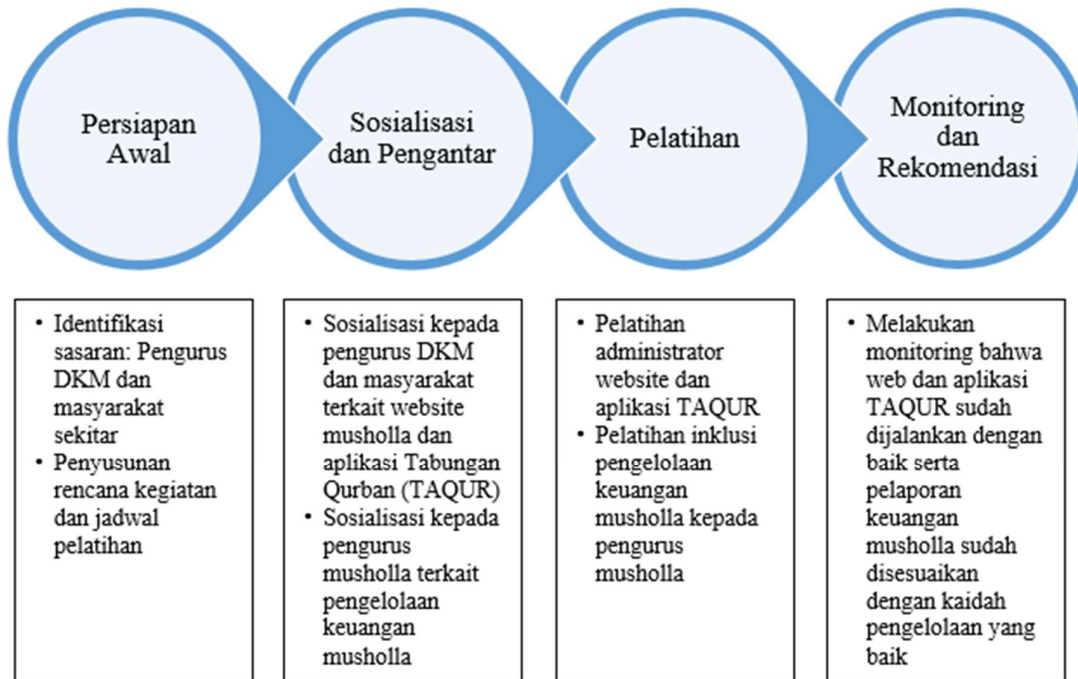 Persiapan
Awal
Sosialisasi
dan Pengantar
Pelatihan
Monitoring
dan
Rekomendasi
• Identifikasi
sasaran: Pengurus
DKM dan
masyarakat
sekitar
• Penyusunan
rencana kegiatan
dan jadwal
pelatihan
• Sosialisasi kepada
pengurus DKM
dan masyarakat
terkait website
musholla dan
aplikasi Tabungan
Qurban (TAQUR)
• Sosialisasi kepada
pengurus
musholla terkait
pengelolaan
keuangan
musholla
• Pelatihan
administrator
website dan
aplikasi TAQUR
• Pelatihan inklusi
pengelolaan
keuangan
musholla kepada
pengurus
musholla
• Melakukan
monitoring bahwa
web dan aplikasi
TAQUR sudah
dijalankan dengan
baik serta
pelaporan
keuangan
musholla sudah
disesuaikan
dengan kaidah
pengelolaan yang
baik